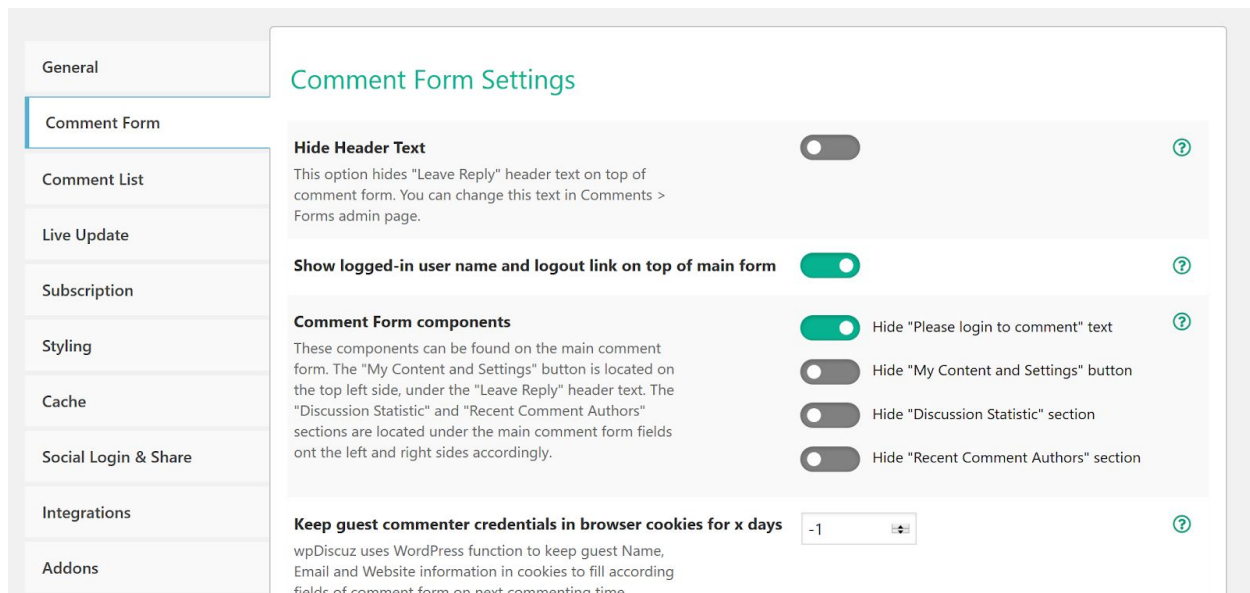 General
Comment Form
Comment List
Live Update
Subscription
Styling
Cache
Social Login & Share
Integrations
Addons
Comment Form Settings
Hide Header Text
This option hides "Leave Reply" header text on top of
comment form. You can change this text in Comments >
Forms admin page.
Show logged-in user name and logout link on top of main form
Comment Form components
These components can be found on the main comment
form. The "My Content and Settings" button is located on
the top left side, under the "Leave Reply" header text. The
"Discussion Statistic" and "Recent Comment Authors"
sections are located under the main comment form fields
ont the left and right sides accordingly.
Hide "Please login to comment" text
Hide "My Content and Settings" button
Hide "Discussion Statistic" section
Hide "Recent Comment Authors" section
Keep guest commenter credentials in browser cookies for x days
-1
wpDiscuz uses WordPress function to keep guest Name,
Email and Website information in cookies to fill according
fields of comment form on next commenting time.